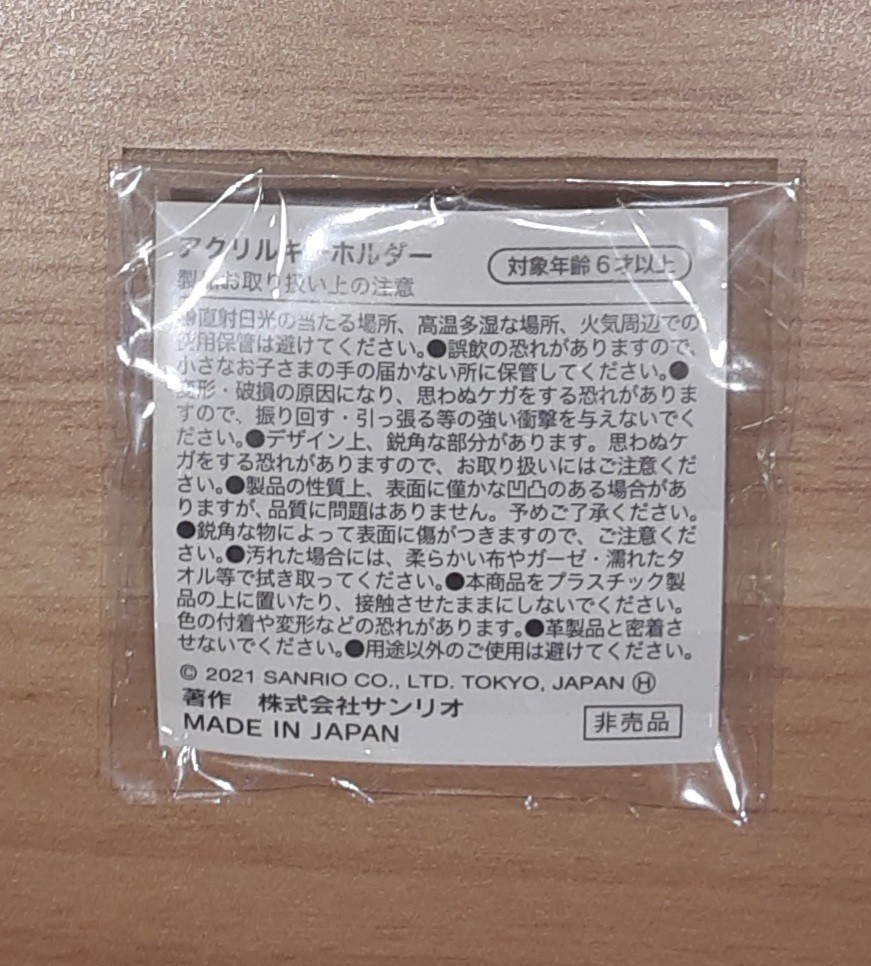 アクリルキーホルダー
対象年齢6才以上
製品お取り扱い上の注意
直射日光の当たる場所、高温多湿な場所、火気周辺での
使用保管は避けてください。●誤飲の恐れがありますので、
小さなお子さまの手の届かない所に保管してください。●
変形・破損の原因になり、思わぬケガをする恐れがありま
すので、振り回す・引っ張る等の強い衝撃を与えないでく
ださい。●デザイン上、鋭角な部分があります。思わぬケ
ガをする恐れがありますので、お取り扱いにはご注意くだ
さい。●製品の性質上、表面に僅かな凹凸のある場合があ
りますが、品質に問題はありません。予めご了承ください。
●鋭角な物によって表面に傷がつきますので、ご注意くだ
さい。●汚れた場合には、柔らかい布やガーゼ・濡れたタ
オル等で拭き取ってください。●本商品をプラスチック製
品の上に置いたり、接触させたままにしないでください。
色の付着や変形などの恐れがあります。●革製品と密着さ
せないでください。●用途以外のご使用は避けてください。
© 2021 SANRIO CO., LTD. TOKYO, JAPAN Ⓗ
著作 株式会社サンリオ
MADE IN JAPAN
非売品